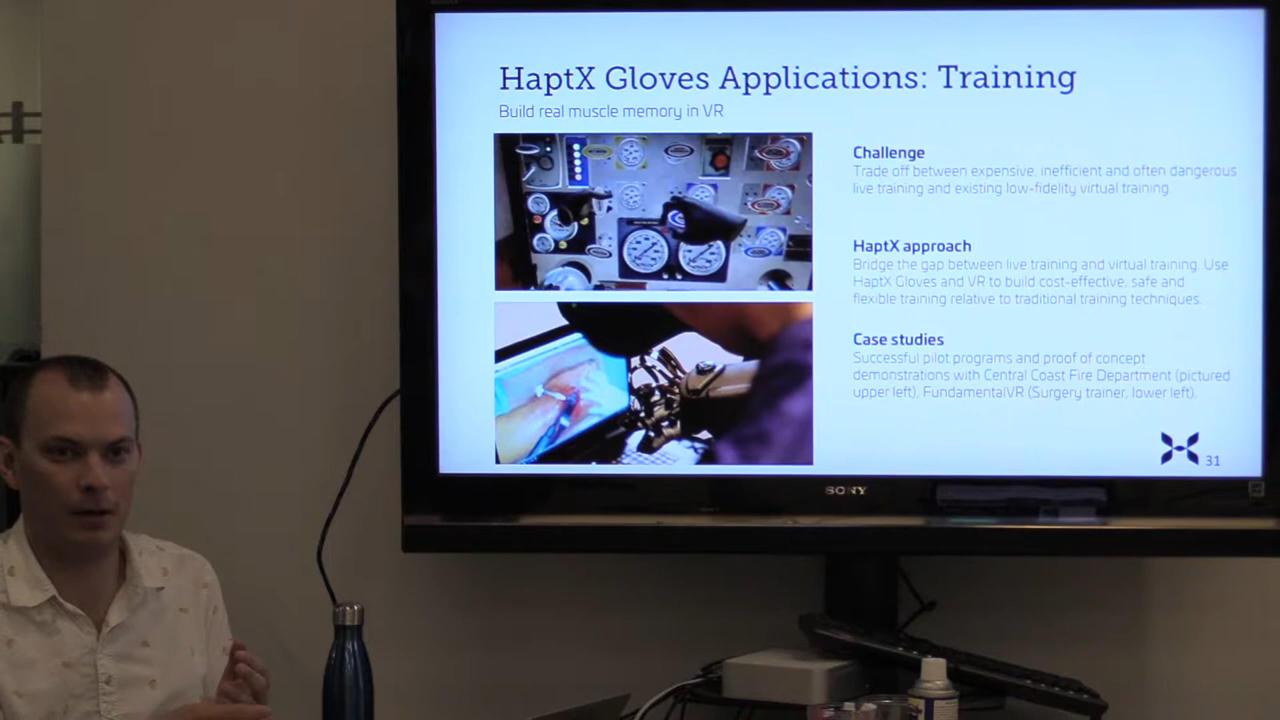 HaptX Gloves Applications: Training
Build real muscle memory in VR
Challenge
Trade off between expensive, inefficient and often dangerous
live training and existing low-fidelity virtual training.
HaptX approach
Bridge the gap between live training and virtual training. Use
HaptX Gloves and VR to build cost-effective, safe and
flexible training relative to traditional training techniques.
Case studies
Successful pilot programs and proof of concept
demonstrations with Central Coast Fire Department (pictured
upper left), FundamentalVR (Surgery trainer, lower left).
31
SONY